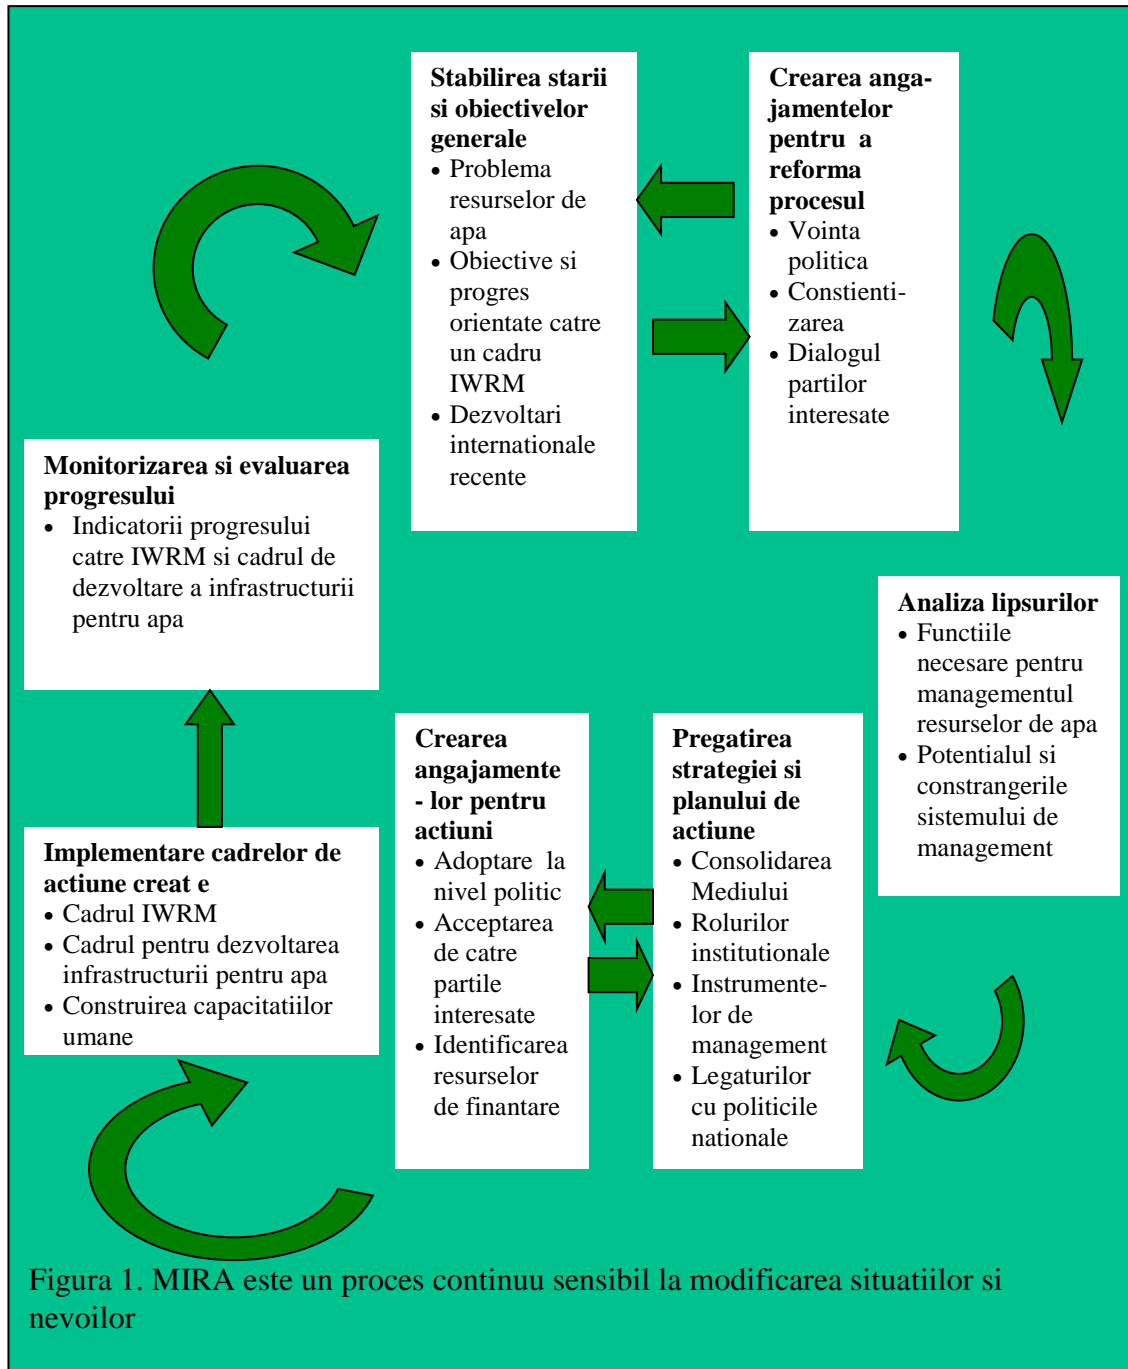 Stabilirea starii
si obiectivelor
generale
• Problema
resurselor de
apa
• Obiective si
progres
orientate catre
un cadru
IWRM
• Dezvoltari
internationale
recente
Crearea anga-
jamentelor
pentru a
reforma
procesul
• Vointa
politica
• Constienti-
zarea
• Dialogul
partilor
interesate
Monitorizarea si evaluarea
progresului
• Indicatorii progresului
catre IWRM si cadrul de
dezvoltare a infrastructurii
pentru apa
Analiza lipsurilor
• Functiile
necesare pentru
managementul
resurselor de apa
• Potentialul si
constrangerile
sistemului de
management
Crearea
angajamente
- lor pentru
actiuni
• Adoptare la
nivel politic
• Acceptarea
de catre
partile
interesate
• Identificarea
resurselor
de finantare
Pregatirea
strategiei si
planului de
actiune
• Consolidarea
Mediului
• Rolurilor
institutionale
• Instrumente-
lor de
management
• Legaturilor
cu politicile
nationale
Implementare cadrelor de
actiune creat e
• Cadrul IWRM
• Cadrul pentru dezvoltarea
infrastructurii pentru apa
• Construirea capacitatiilor
umane
Figura 1. MIRA este un proces continuu sensibil la modificarea situatiilor si
nevoilor